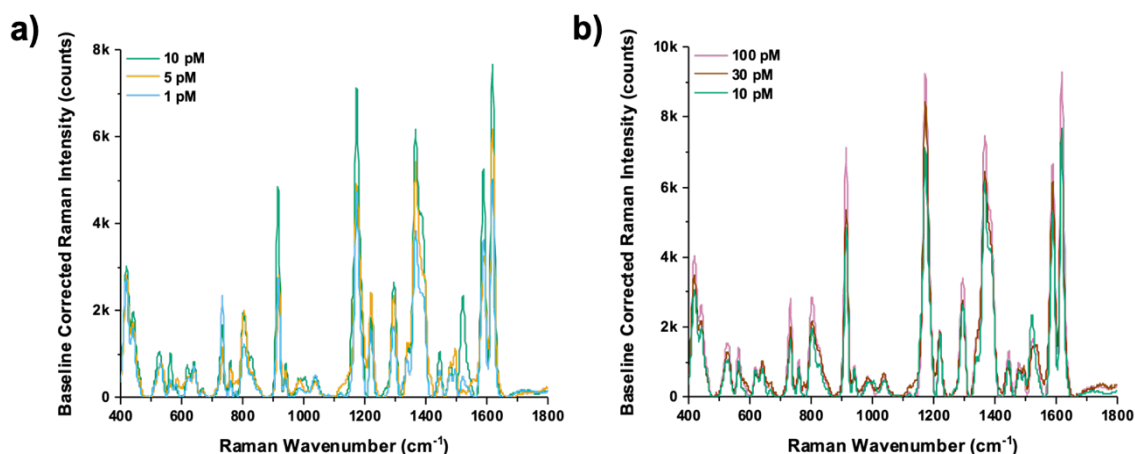 a)
8k
6k
4k
2k
0
10 pM
5 pM
1 pM
Baseline Corrected Raman Intensity (counts)
400 600 800 1000 1200 1400 1600 1800
Raman Wavenumber (cm⁻¹)
b)
10k
8k
6k
4k
2k
0
100 pM
30 pM
10 pM
Baseline Corrected Raman Intensity (counts)
400 600 800 1000 1200 1400 1600 1800
Raman Wavenumber (cm⁻¹)